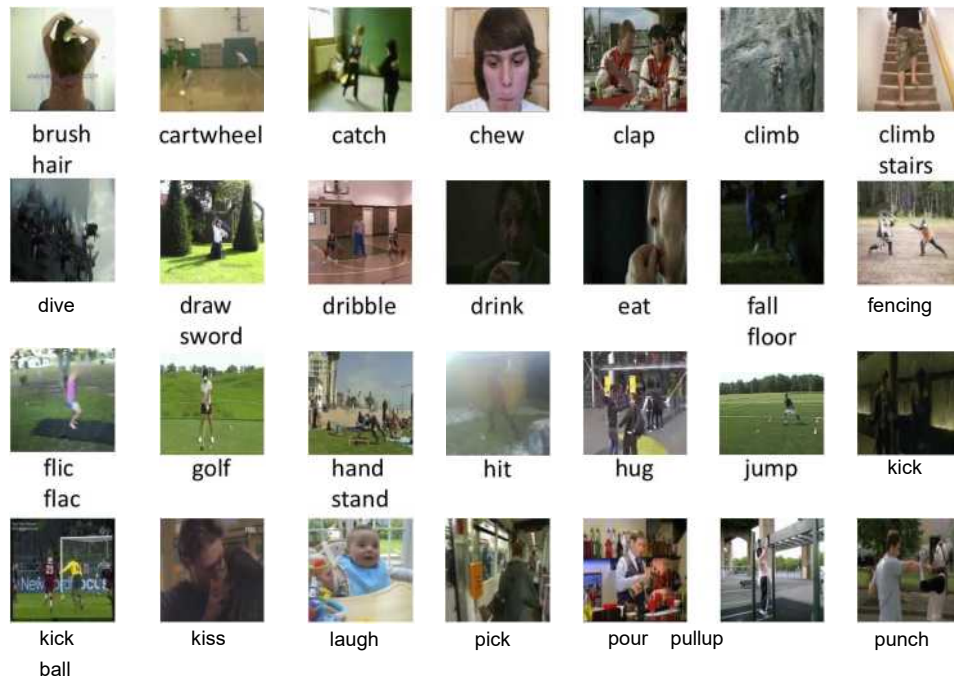 brush cartwheel catch chew clap climb climb
hair stairs
dive draw dribble drink eat fall fencing
sword floor
flic golf hand hit hug jump kick
flac stand
kick kiss laugh pick pour pullup punch
ball